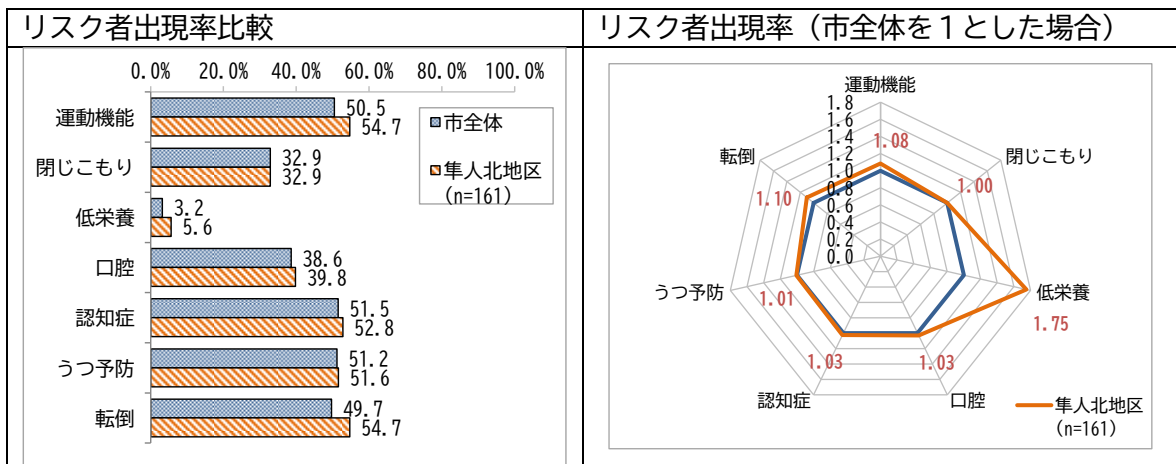 リスク者出現率比較
0.0% 20.0% 40.0% 60.0% 80.0% 100.0%
運動機能 50.5
54.7
閉じこもり 32.9
32.9
低栄養 3.2
5.6
口腔 38.6
39.8
認知症 51.5
52.8
うつ予防 51.2
51.6
転倒 49.7
54.7
市全体
隼人北地区
(n=161)
リスク者出現率（市全体を１とした場合）
運動機能
1.8
1.6
1.4
1.2
1.0
0.8
0.6
0.4
0.2
0.0
1.08
閉じこもり
1.00
低栄養
1.75
口腔
1.03
認知症
1.03
うつ予防
1.01
転倒
1.10
隼人北地区
(n=161)